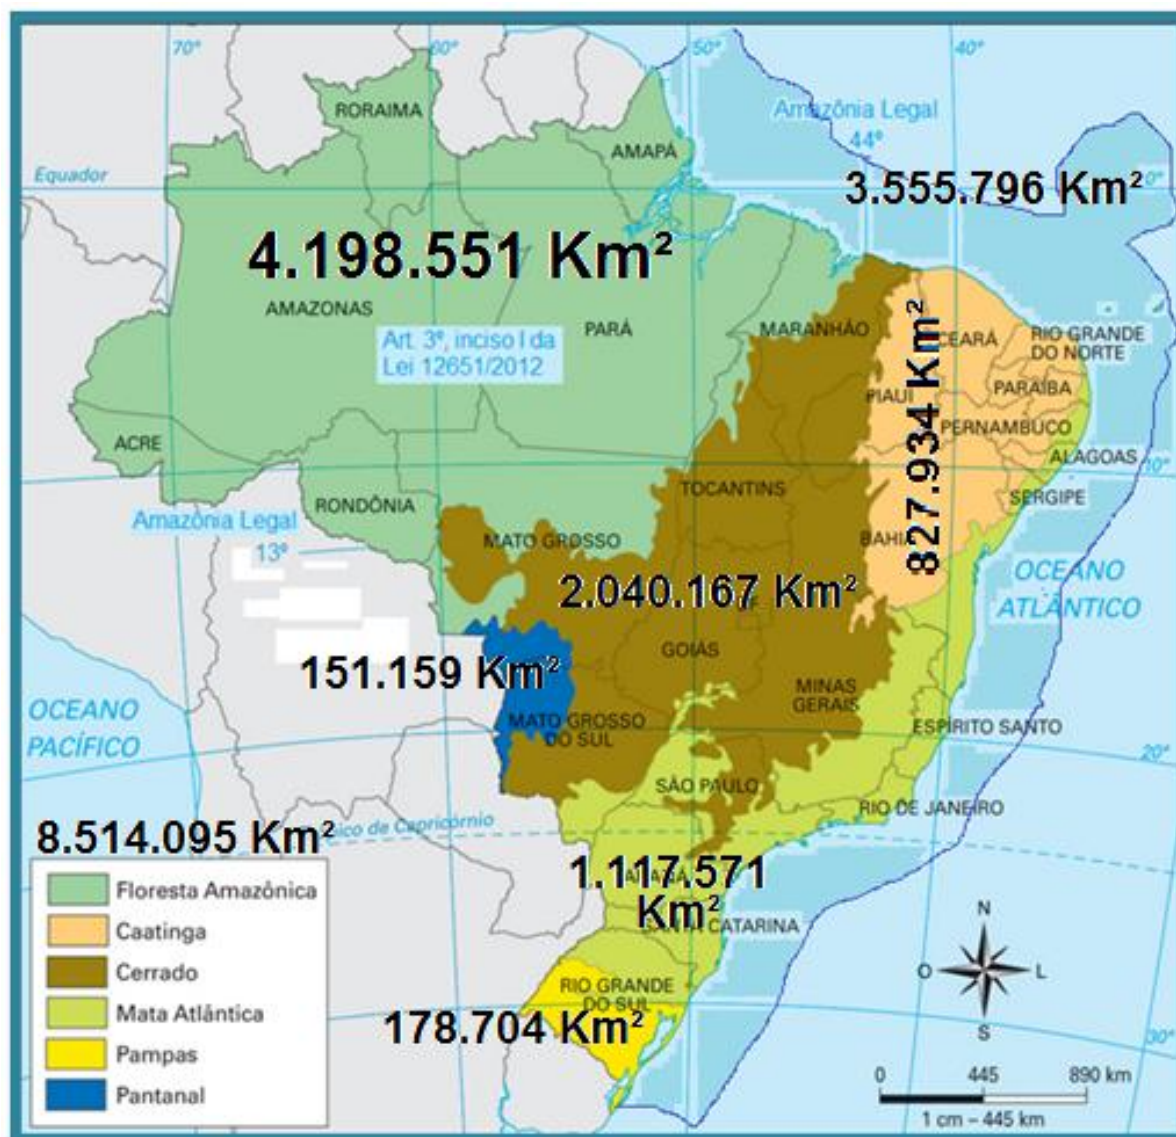 70°
60°
50°
40°
RORAIMA
AMAPÁ
Amazônia Legal
44º
Equador
3.555.796 Km²
0°
4.198.551 Km²
AMAZONAS
PARÁ
MARANHÃO
CEARÁ
RIO GRANDE
DO NORTE
Art. 3º, inciso I da
Lei 12651/2012
PIAUÍ
PARAÍBA
827.934 Km²
PERNAMBUCO
ACRE
ALAGOAS
10°
TOCANTINS
SERGIPE
RONDÔNIA
Amazônia Legal
13º
MATO GROSSO
BAHIA
OCEANO
ATLÂNTICO
2.040.167 Km²
GOIÁS
151.159 Km²
MINAS
GERAIS
OCEANO
PACÍFICO
MATO GROSSO
DO SUL
ESPÍRITO SANTO
20°
SÃO PAULO
RIO DE JANEIRO
8.514.095 Km²
de Capricórnio
1.117.571
Km²
CATARINA
Floresta Amazônica
Caatinga
Cerrado
Mata Atlântica
Pampas
Pantanal
N
O
L
S
RIO GRANDE
DO SUL
178.704 Km²
30°
0
445
890 km
1 cm – 445 km